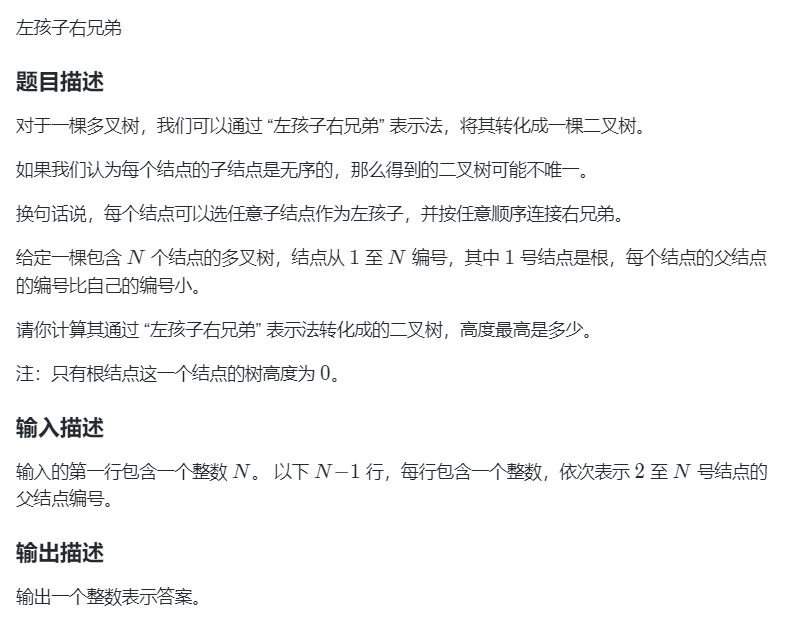 左孩子右兄弟
题目描述
对于一棵多叉树，我们可以通过 “左孩子右兄弟” 表示法，将其转化成一棵二叉树。
如果我们认为每个结点的子结点是无序的，那么得到的二叉树可能不唯一。
换句话说，每个结点可以选任意子结点作为左孩子，并按任意顺序连接右兄弟。
给定一棵包含 N 个结点的多叉树，结点从 1 至 N 编号，其中 1 号结点是根，每个结点的父结点
的编号比自己的编号小。
请你计算其通过 “左孩子右兄弟” 表示法转化成的二叉树，高度最高是多少。
注：只有根结点这一个结点的树高度为 0。
输入描述
输入的第一行包含一个整数 N。 以下 N−1 行，每行包含一个整数，依次表示 2 至 N 号结点的
父结点编号。
输出描述
输出一个整数表示答案。